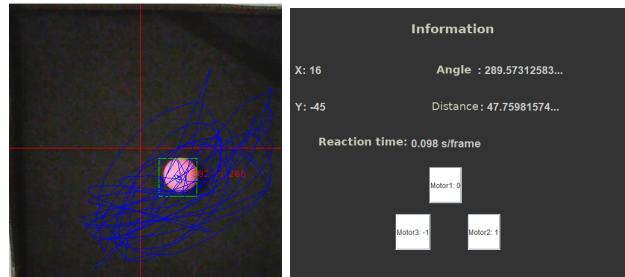 Information
X: 16
Angle : 289.57312583...
Y: -45
Distance: 47.75981574...
Reaction time: 0.098 s/frame
Motor1: 0
Motor3: -1
Motor2: 1